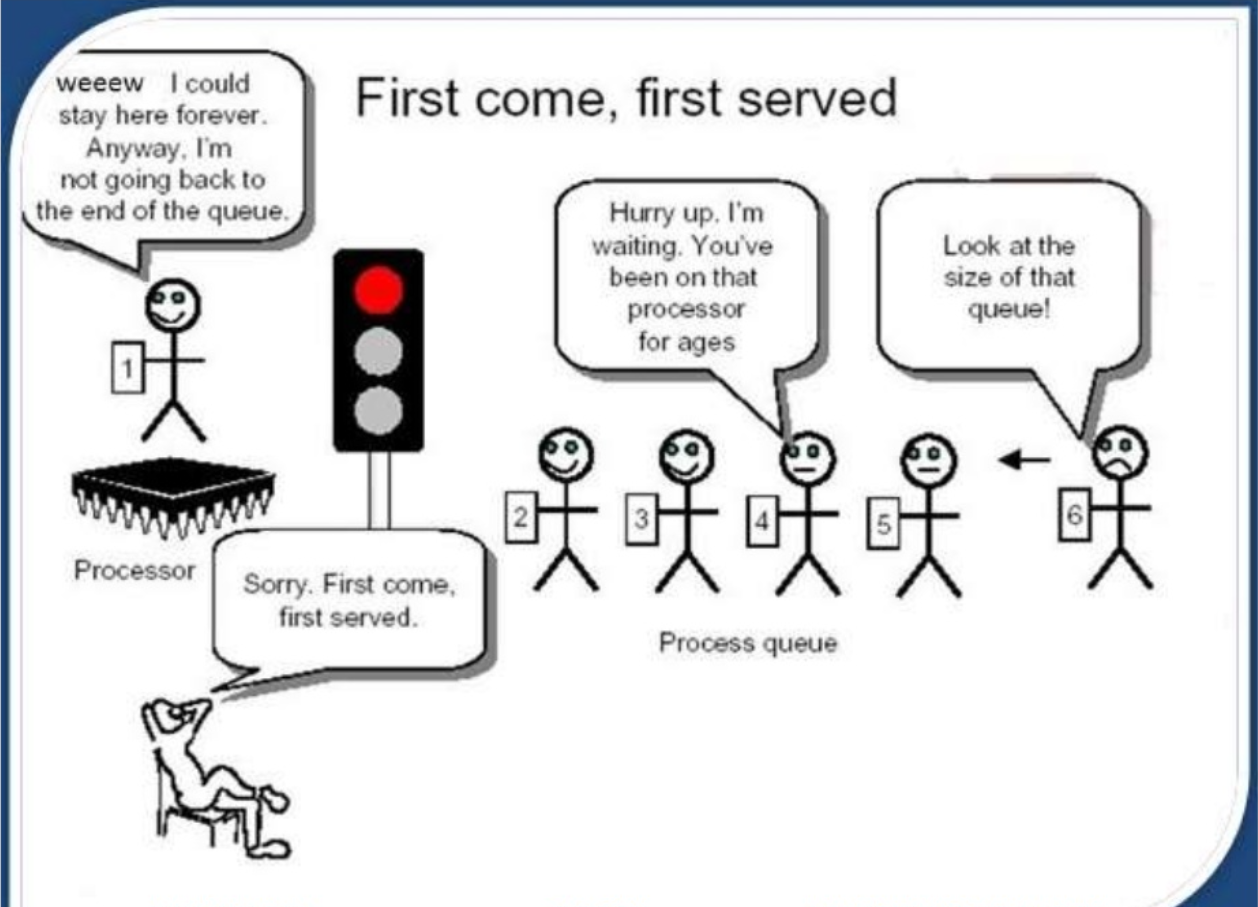 First come, first served
weeew I could
stay here forever.
Anyway, I'm
not going back to
the end of the queue.
Hurry up. I'm
waiting. You've
been on that
processor
for ages
Look at the
size of that
queue!
1
2
3
4
5
6
Processor
Sorry. First come,
first served.
Process queue